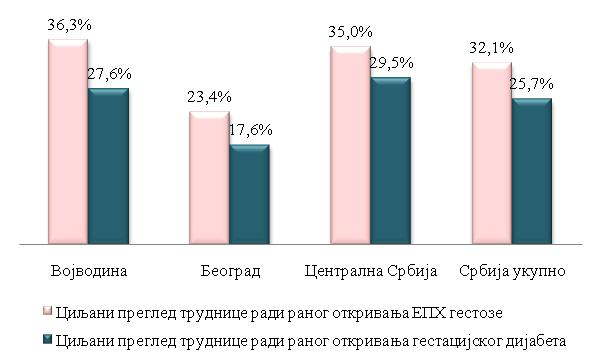 36,3%
27,6%
23,4%
17,6%
35,0%
29,5%
32,1%
25,7%
Војводина
Београд
Централна Србија
Србија укупно
Циљани преглед труднице ради раног откривања ЕПХ гестозе
Циљани преглед труднице ради раног откривања гестацијског дијабета